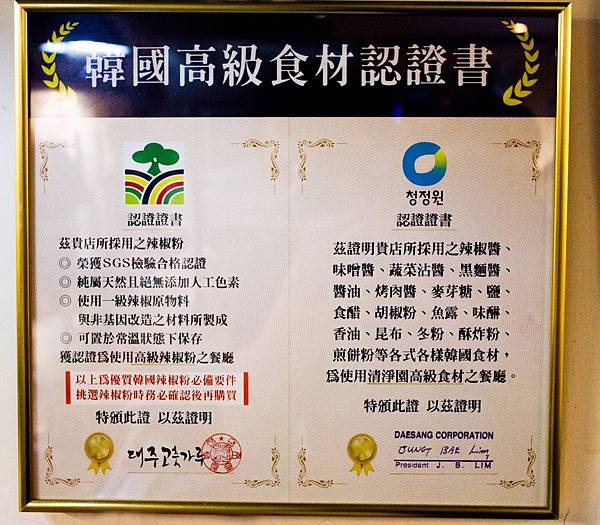 韓國高級食材認證書
認證證書
茲貴店所採用之辣椒粉
◎ 榮獲SGS檢驗合格認證
◎ 純屬天然且絕無添加人工色素
◎ 使用一級辣椒原物料
與非基因改造之材料所製成
◎ 可置於常溫狀態下保存
獲認證為使用高級辣椒粉之餐廳
以上為優質韓國辣椒粉必備要件
挑選辣椒粉時務必確認後再購買
特頒此證 以茲證明
대주고춧가루
청정원
認證證書
茲證明貴店所採用之辣椒醬、
味噌醬、蔬菜沾醬、黑麵醬、
醬油、烤肉醬、麥芽糖、鹽、
食醋、胡椒粉、魚露、味醂、
香油、昆布、冬粉、酥炸粉、
煎餅粉等各式各樣韓國食材，
為使用清淨園高級食材之餐廳。
特頒此證 以茲證明
DAESANG CORPORATION
JUNGT BAE Lim
President J. B. LIM